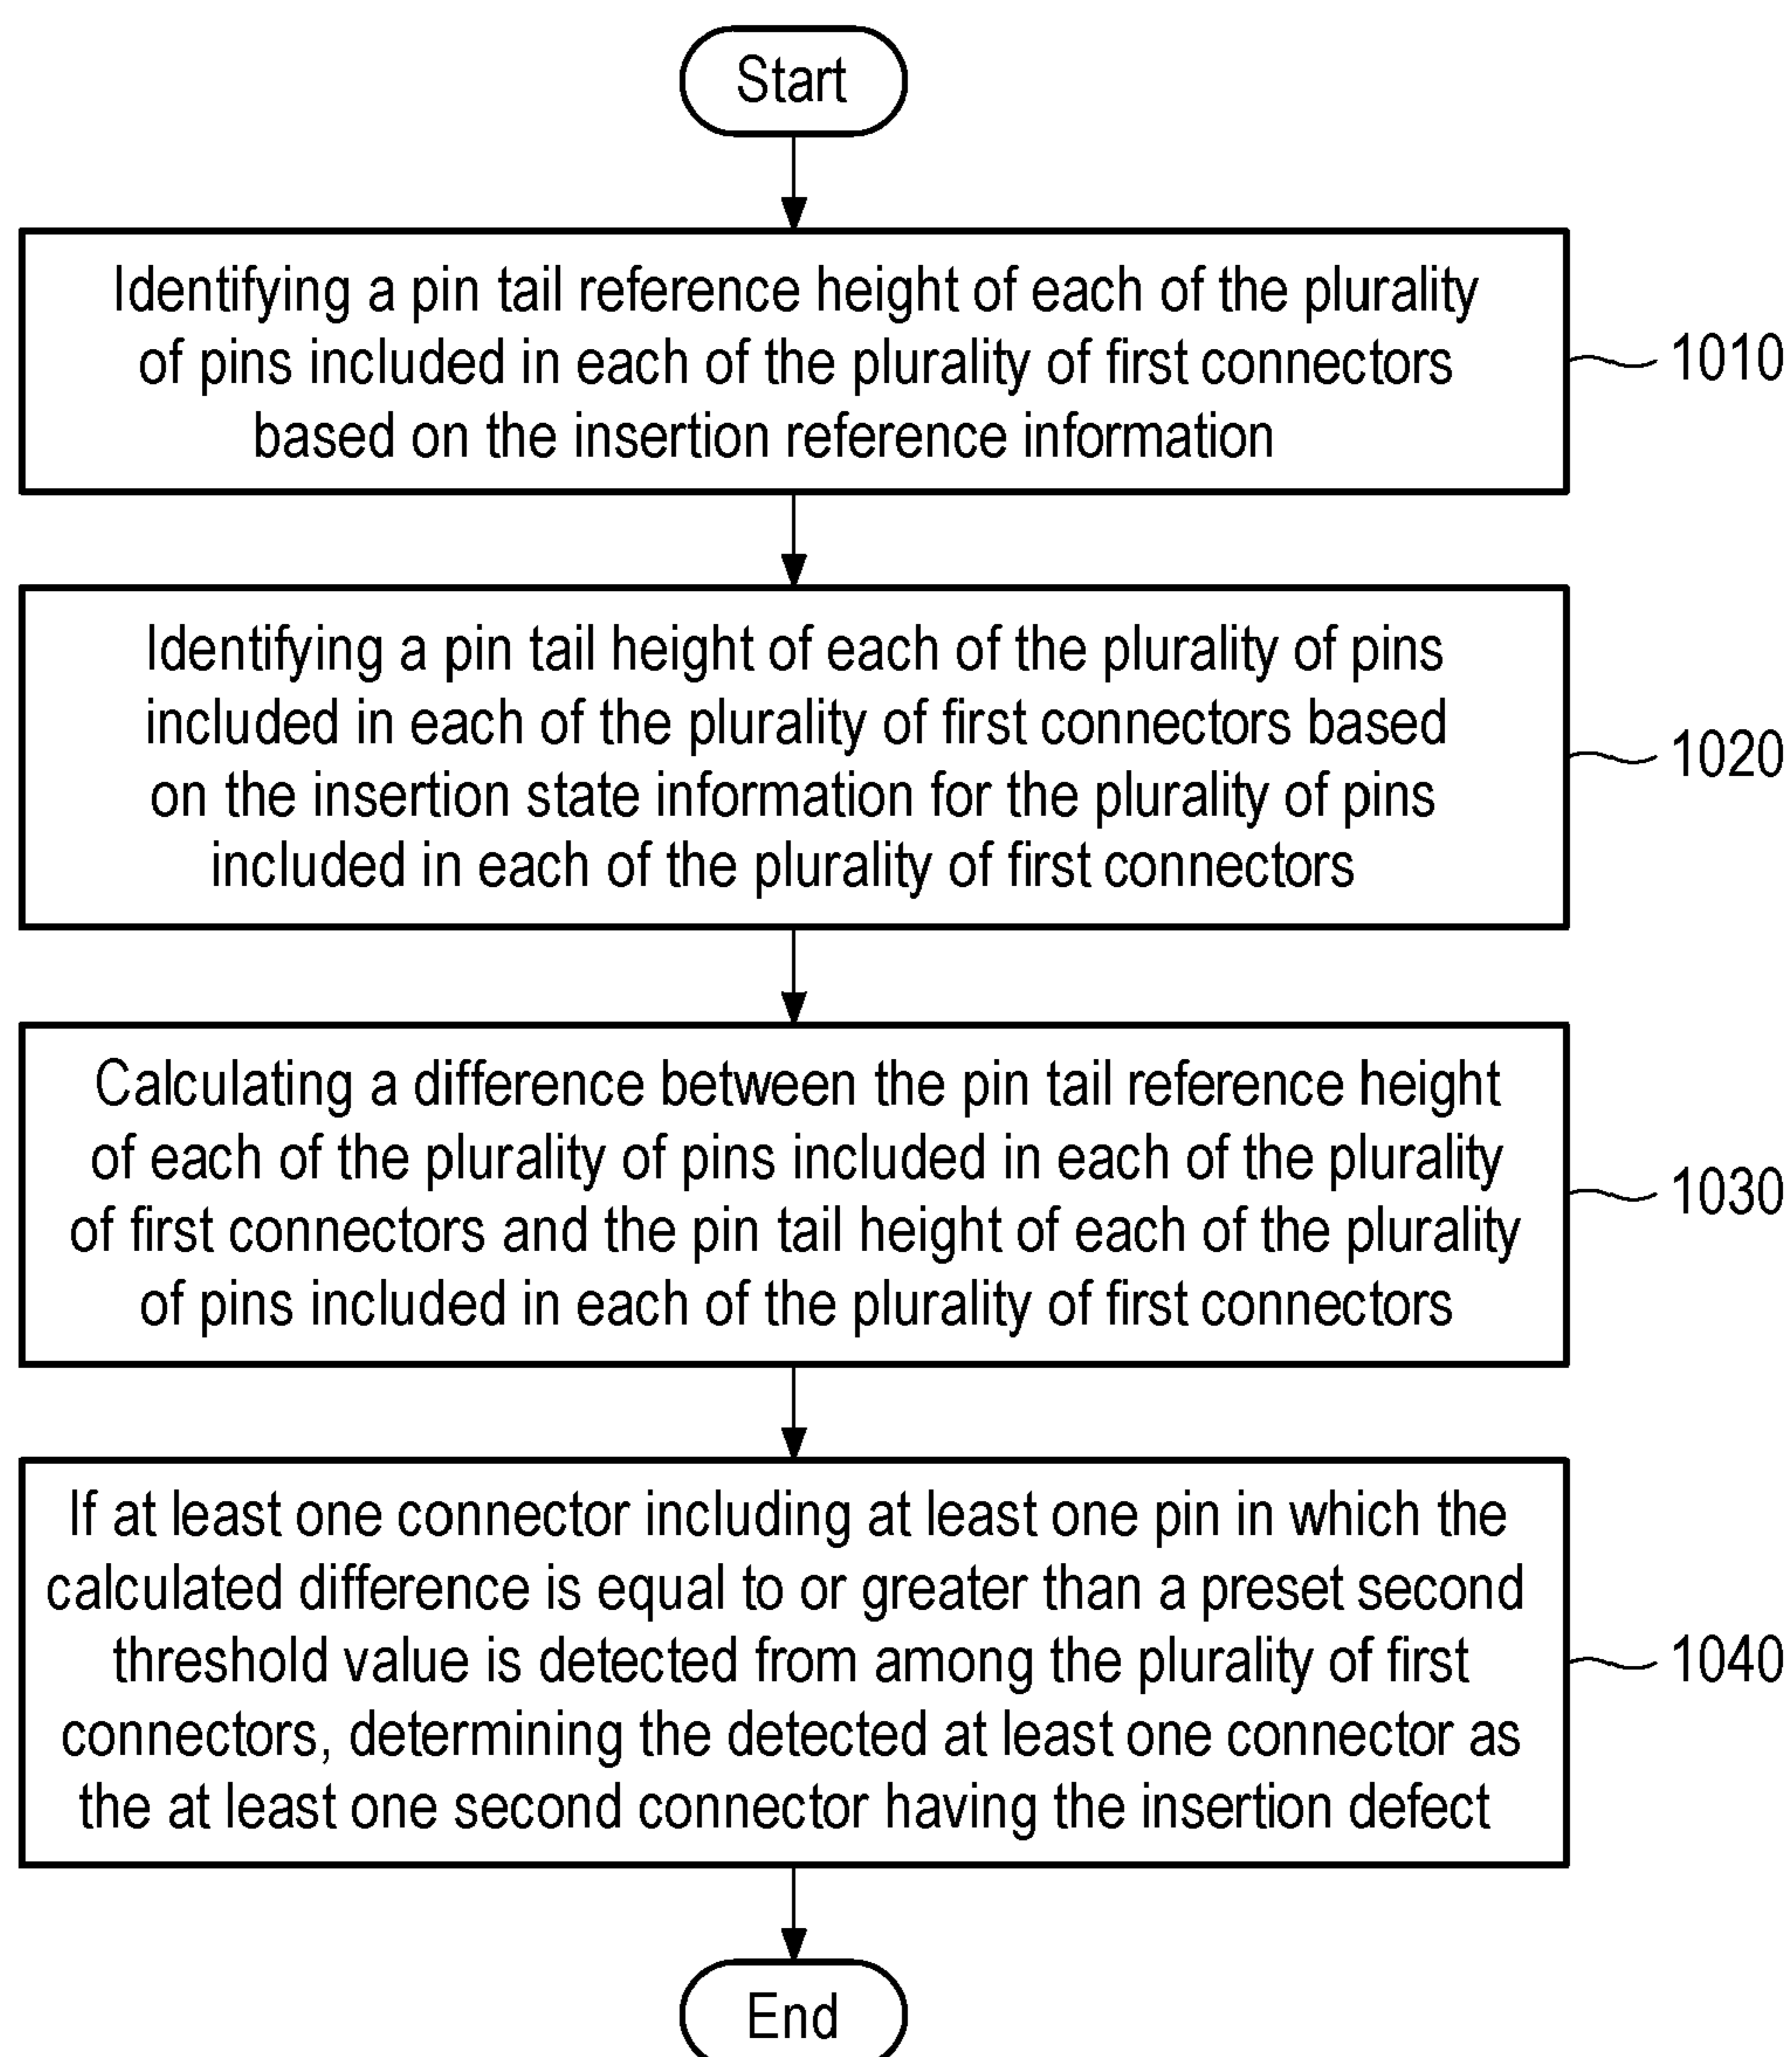 Start
Identifying a pin tail reference height of each of the plurality
of pins included in each of the plurality of first connectors
based on the insertion reference information
1010
Identifying a pin tail height of each of the plurality of pins
included in each of the plurality of first connectors based
on the insertion state information for the plurality of pins
included in each of the plurality of first connectors
1020
Calculating a difference between the pin tail reference height
of each of the plurality of pins included in each of the plurality
of first connectors and the pin tail height of each of the plurality
of pins included in each of the plurality of first connectors
1030
If at least one connector including at least one pin in which the
calculated difference is equal to or greater than a preset second
threshold value is detected from among the plurality of first
connectors, determining the detected at least one connector as
the at least one second connector having the insertion defect
1040
End